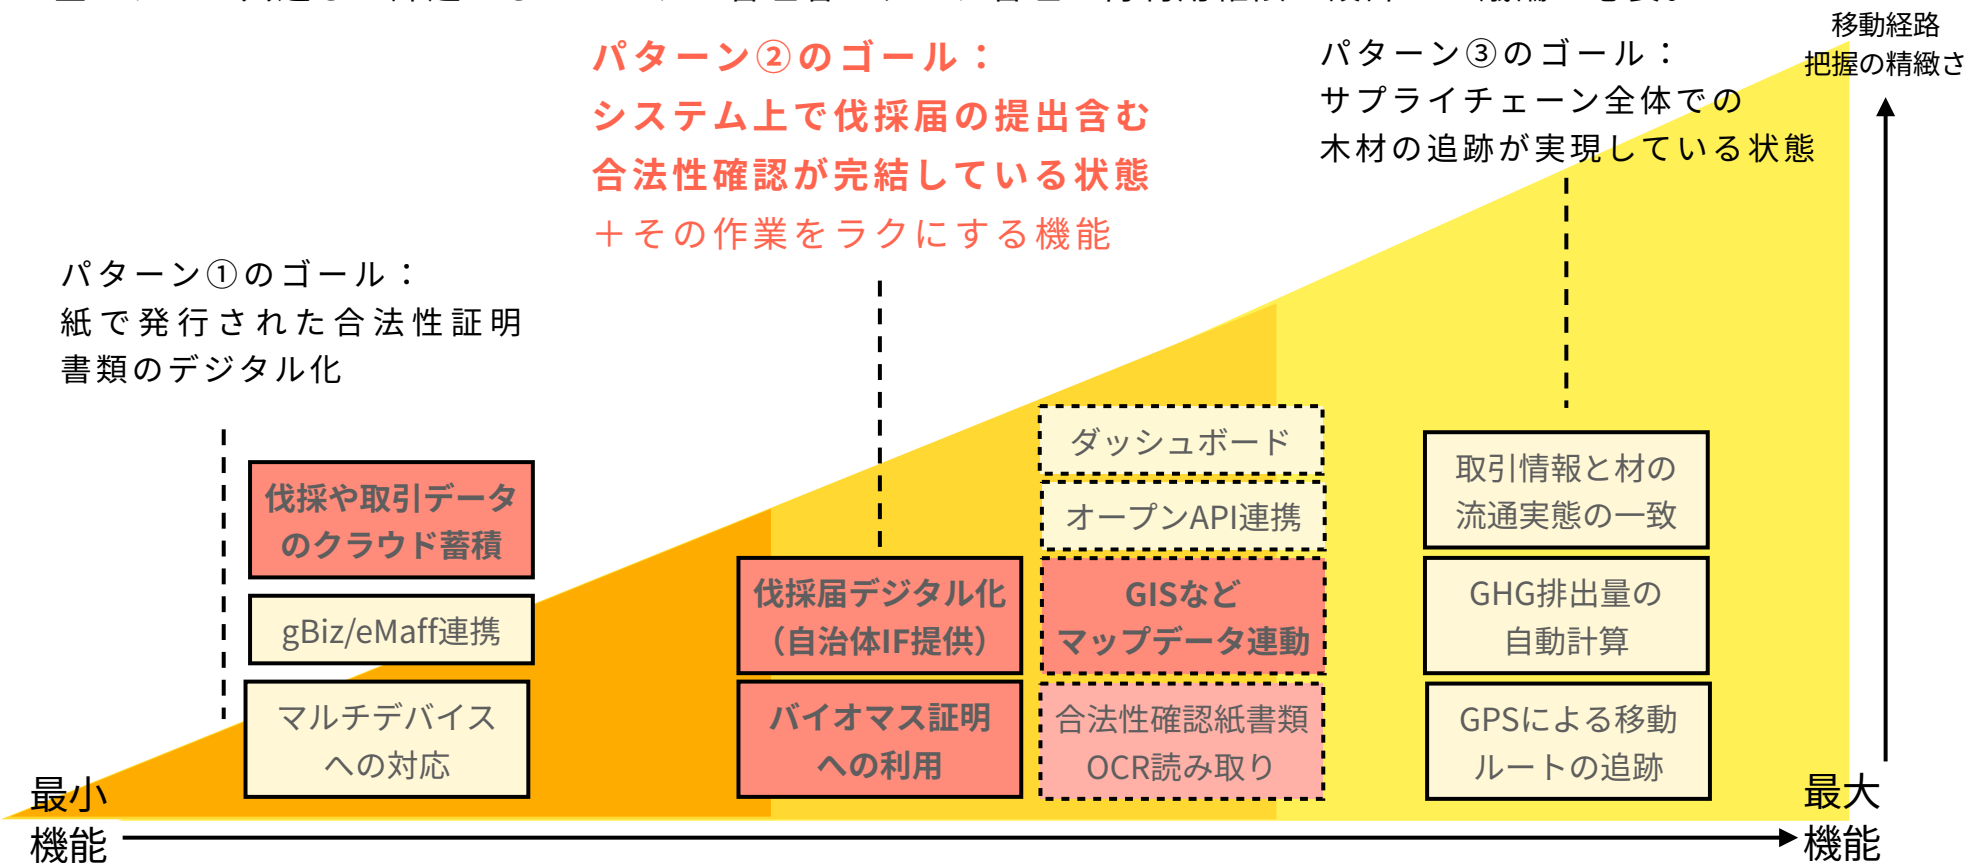 移動経路
把握の精緻さ
パターン②のゴール：
システム上で伐採届の提出含む
合法性確認が完結している状態
＋その作業をラクにする機能
パターン③のゴール：
サプライチェーン全体での
木材の追跡が実現している状態
パターン①のゴール：
紙で発行された合法性証明
書類のデジタル化
伐採や取引データ
のクラウド蓄積
gBiz/eMaff連携
マルチデバイス
への対応
伐採届デジタル化
（自治体IF提供）
バイオマス証明
への利用
ダッシュボード
オープンAPI連携
GISなど
マップデータ連動
合法性確認紙書類
OCR読み取り
取引情報と材の
流通実態の一致
GHG排出量の
自動計算
GPSによる移動
ルートの追跡
最小
機能
最大
機能